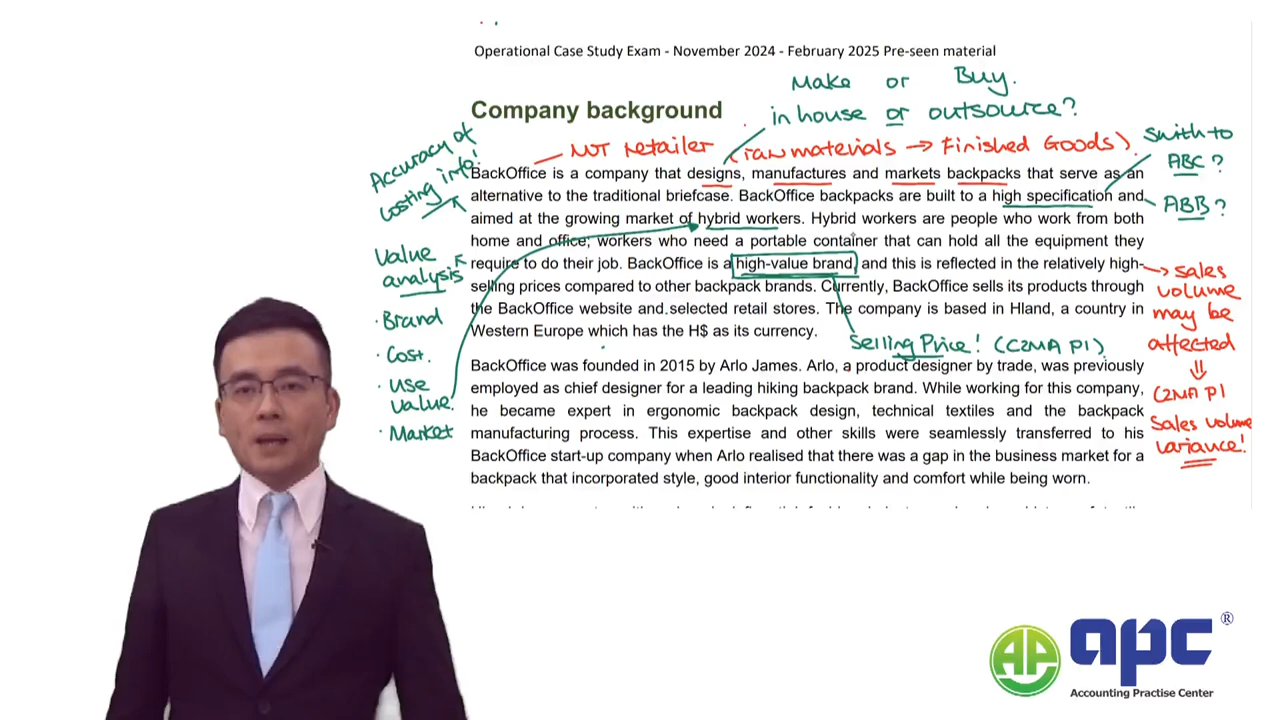 Operational Case Study Exam - November 2024 - February 2025 Pre-seen material
Make or Buy.
in house or outsource?
Company background
NOT retailer (raw materials → Finished Goods).
Switch to
ABC?
ABB?
Accuracy of
costing info!
BackOffice is a company that designs, manufactures and markets backpacks that serve as an
alternative to the traditional briefcase. BackOffice backpacks are built to a high specification and
aimed at the growing market of hybrid workers. Hybrid workers are people who work from both
home and office; workers who need a portable container that can hold all the equipment they
require to do their job. BackOffice is a high-value brand, and this is reflected in the relatively high-
selling prices compared to other backpack brands. Currently, BackOffice sells its products through
the BackOffice website and selected retail stores. The company is based in Hland, a country in
Western Europe which has the H$ as its currency.
Value
analysis
· Brand
· Cost.
· Use
value.
· Market
→ sales
volume
may be
affected
⇓
C2MA P1
Sales volume
variance!
Selling Price! (C2MA P1)
BackOffice was founded in 2015 by Arlo James. Arlo, a product designer by trade, was previously
employed as chief designer for a leading hiking backpack brand. While working for this company,
he became expert in ergonomic backpack design, technical textiles and the backpack
manufacturing process. This expertise and other skills were seamlessly transferred to his
BackOffice start-up company when Arlo realised that there was a gap in the business market for a
backpack that incorporated style, good interior functionality and comfort while being worn.
AP
apc®
Accounting Practise Center